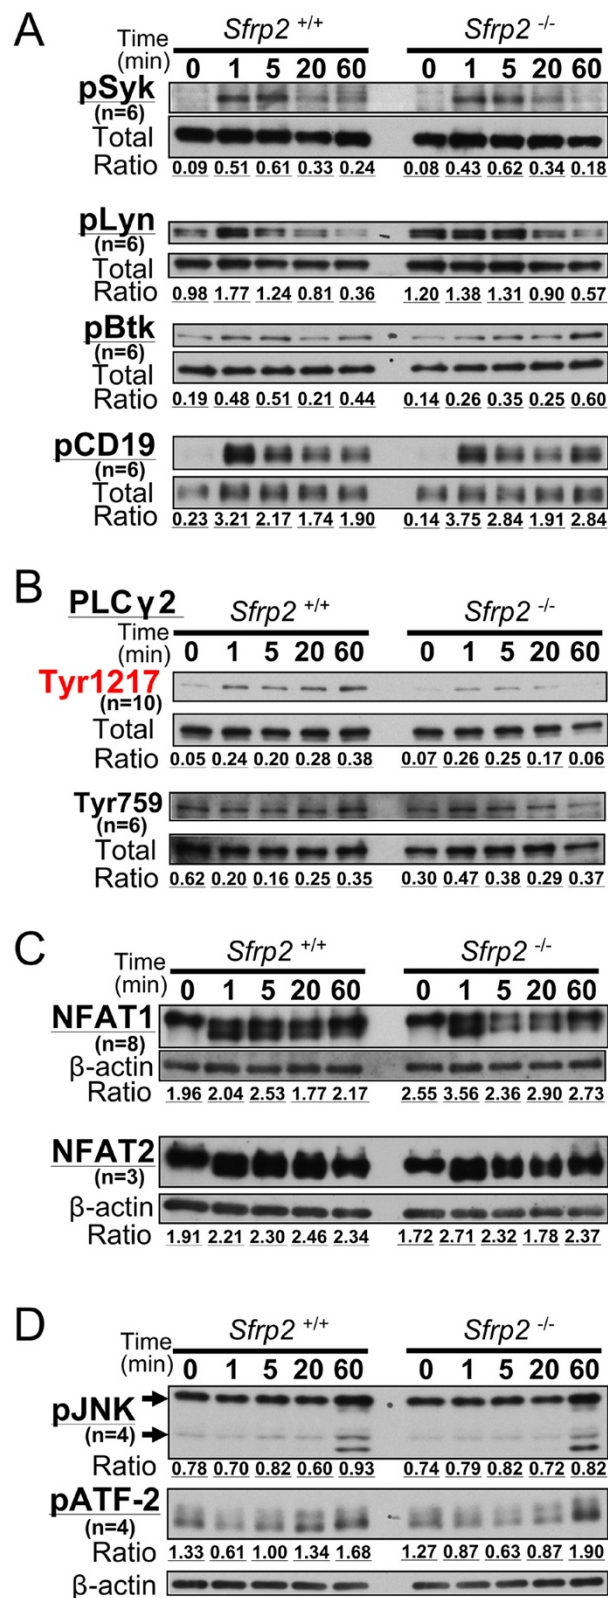 A
Time (min) Sfrp2 +/+ Sfrp2 -/-
0 1 5 20 60 0 1 5 20 60
pSyk
(n=6)
Total
Ratio 0.09 0.51 0.61 0.33 0.24 0.08 0.43 0.62 0.34 0.18
pLyn
(n=6)
Total
Ratio 0.98 1.77 1.24 0.81 0.36 1.20 1.38 1.31 0.90 0.57
pBtk
(n=6)
Total
Ratio 0.19 0.48 0.51 0.21 0.44 0.14 0.26 0.35 0.25 0.60
pCD19
(n=6)
Total
Ratio 0.23 3.21 2.17 1.74 1.90 0.14 3.75 2.84 1.91 2.84
B
PLCγ2 Sfrp2 +/+ Sfrp2 -/-
Time (min) 0 1 5 20 60 0 1 5 20 60
Tyr1217
(n=10)
Total
Ratio 0.05 0.24 0.20 0.28 0.38 0.07 0.26 0.25 0.17 0.06
Tyr759
(n=6)
Total
Ratio 0.62 0.20 0.16 0.25 0.35 0.30 0.47 0.38 0.29 0.37
C
Time (min) Sfrp2 +/+ Sfrp2 -/-
0 1 5 20 60 0 1 5 20 60
NFAT1
(n=8)
β-actin
Ratio 1.96 2.04 2.53 1.77 2.17 2.55 3.56 2.36 2.90 2.73
NFAT2
(n=3)
β-actin
Ratio 1.91 2.21 2.30 2.46 2.34 1.72 2.71 2.32 1.78 2.37
D
Time (min) Sfrp2 +/+ Sfrp2 -/-
0 1 5 20 60 0 1 5 20 60
pJNK
(n=4)
Ratio 0.78 0.70 0.82 0.60 0.93 0.74 0.79 0.82 0.72 0.82
pATF-2
(n=4)
Ratio 1.33 0.61 1.00 1.34 1.68 1.27 0.87 0.63 0.87 1.90
β-actin